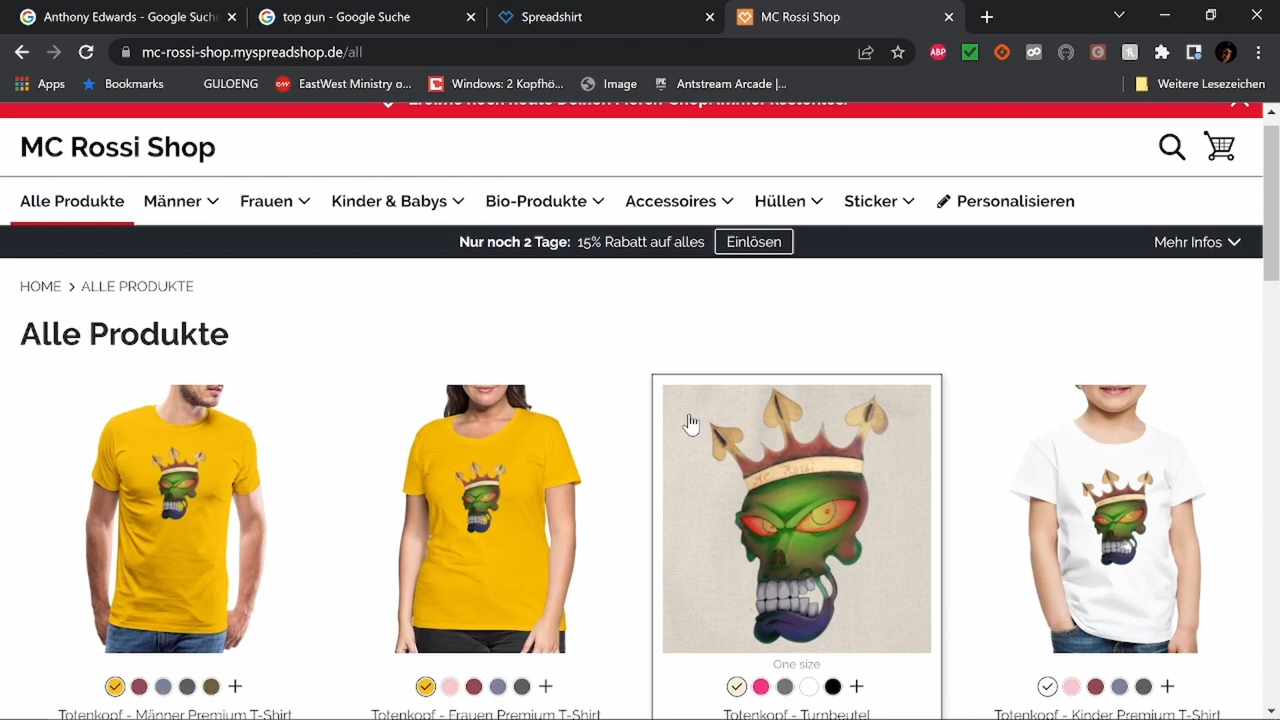 Anthony Edwards - Google Suche
top gun - Google Suche
Spreadshirt
MC Rossi Shop
mc-rossi-shop.myspreadshop.de/all
Apps
Bookmarks
GULOENG
EastWest Ministry o...
Windows: 2 Kopfhö...
Image
Antstream Arcade |...
Weitere Lesezeichen
MC Rossi Shop
Alle Produkte
Männer
Frauen
Kinder & Babys
Bio-Produkte
Accessoires
Hüllen
Sticker
Personalisieren
Nur noch 2 Tage: 15% Rabatt auf alles
Einlösen
Mehr Infos
HOME > ALLE PRODUKTE
Alle Produkte
MC Rossi
One size
Totenkopf - Männer Premium T-Shirt
Totenkopf - Frauen Premium T-Shirt
Totenkopf - Turnbeutel
Totenkopf - Kinder Premium T-Shirt